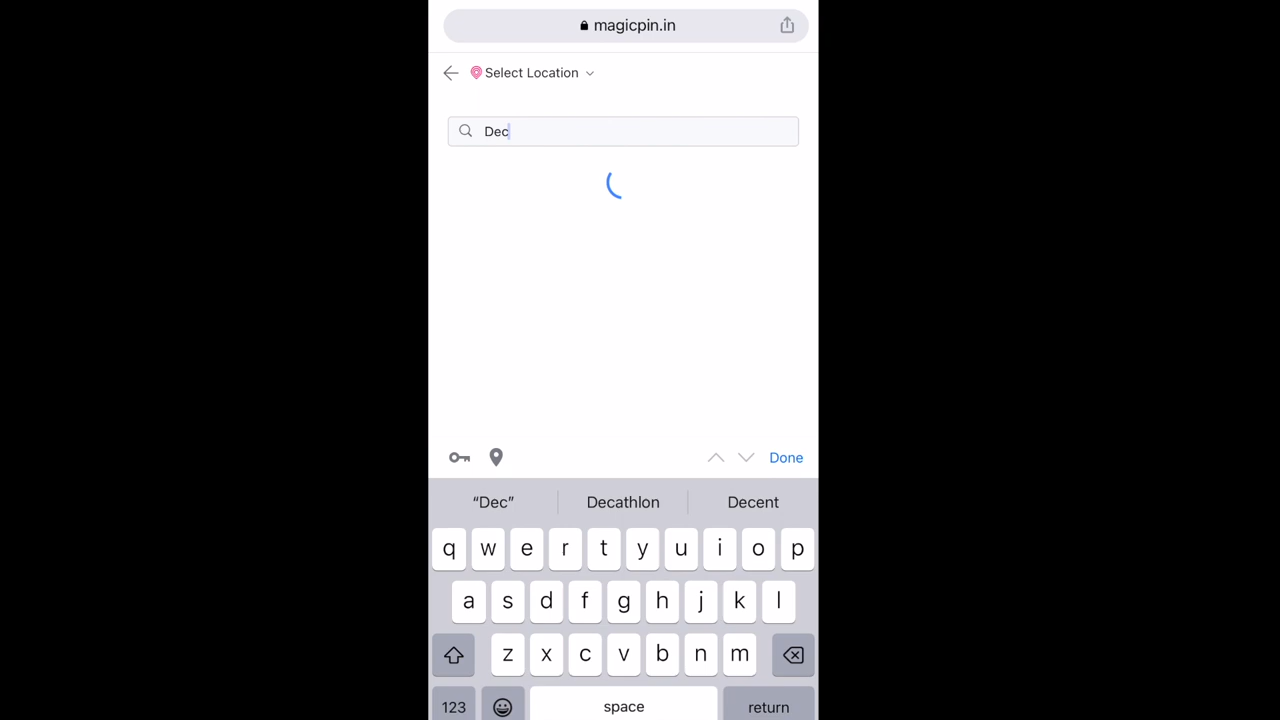 magicpin.in
Select Location
Dec
Done
“Dec” Decathlon Decent
q w e r t y u i o p
a s d f g h j k l
z x c v b n m
123 space return